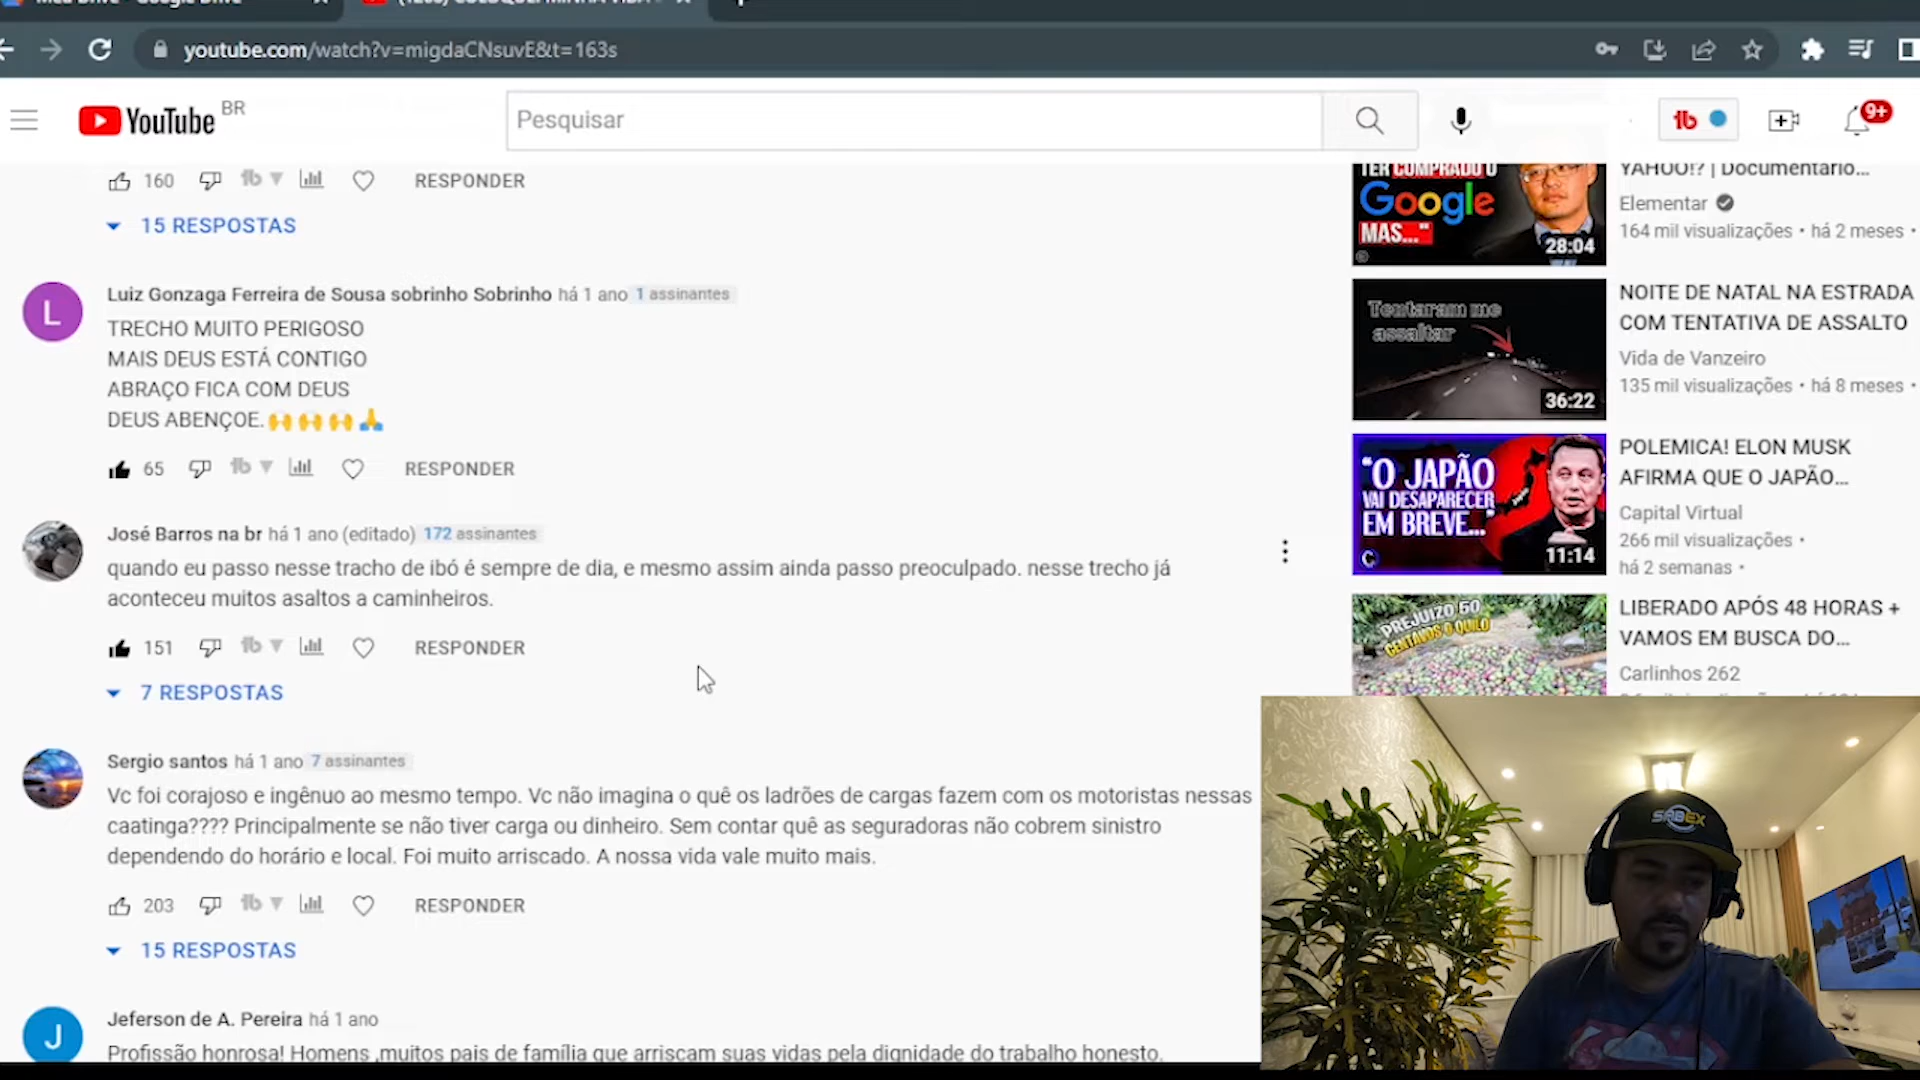 youtube.com/watch?v=migdaCNsuvE&t=163s
YouTube BR
Pesquisar
9+
160 RESPONDER
15 RESPOSTAS
Luiz Gonzaga Ferreira de Sousa sobrinho Sobrinho há 1 ano 1 assinantes
TRECHO MUITO PERIGOSO
MAIS DEUS ESTÁ CONTIGO
ABRAÇO FICA COM DEUS
DEUS ABENÇOE.
65 RESPONDER
José Barros na br há 1 ano (editado) 172 assinantes
quando eu passo nesse tracho de ibó é sempre de dia, e mesmo assim ainda passo preoculpado. nesse trecho já
aconteceu muitos asaltos a caminheiros.
151 RESPONDER
7 RESPOSTAS
Sergio santos há 1 ano 7 assinantes
Vc foi corajoso e ingênuo ao mesmo tempo. Vc não imagina o quê os ladrões de cargas fazem com os motoristas nessas
caatinga???? Principalmente se não tiver carga ou dinheiro. Sem contar quê as seguradoras não cobrem sinistro
dependendo do horário e local. Foi muito arriscado. A nossa vida vale muito mais.
203 RESPONDER
15 RESPOSTAS
Jeferson de A. Pereira há 1 ano
Profissão honrosa! Homens ,muitos pais de família que arriscam suas vidas pela dignidade do trabalho honesto.
TER COMPRADO O
Google
MAS..."
28:04
YAHOO!? | Documentário...
Elementar
164 mil visualizações • há 2 meses •
Tentaram me
assaltar
36:22
NOITE DE NATAL NA ESTRADA
COM TENTATIVA DE ASSALTO
Vida de Vanzeiro
135 mil visualizações • há 8 meses •
"O JAPÃO
VAI DESAPARECER
EM BREVE..."
11:14
POLEMICA! ELON MUSK
AFIRMA QUE O JAPÃO...
Capital Virtual
266 mil visualizações •
há 2 semanas •
PREJUIZO 60
CENTAVOS O QUILO
LIBERADO APÓS 48 HORAS +
VAMOS EM BUSCA DO...
Carlinhos 262